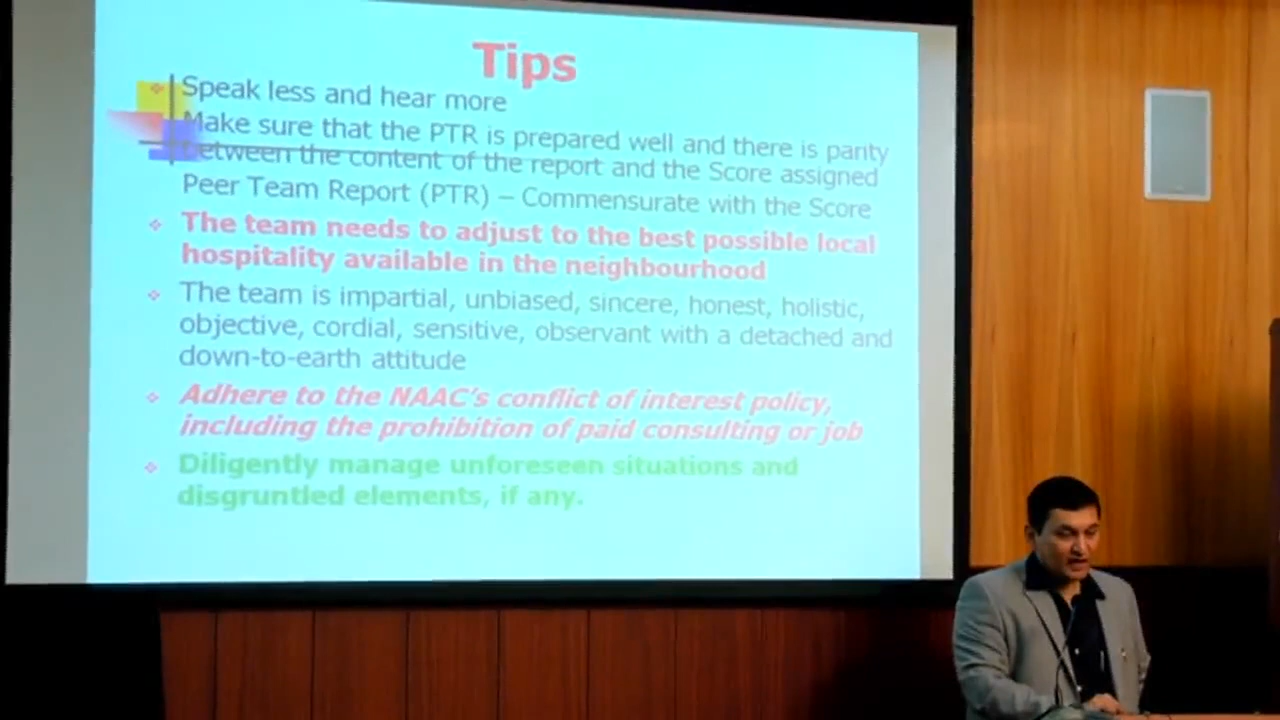 Tips
Speak less and hear more
Make sure that the PTR is prepared well and there is parity
between the content of the report and the Score assigned
Peer Team Report (PTR) – Commensurate with the Score
The team needs to adjust to the best possible local
hospitality available in the neighbourhood
The team is impartial, unbiased, sincere, honest, holistic,
objective, cordial, sensitive, observant with a detached and
down-to-earth attitude
Adhere to the NAAC's conflict of interest policy,
including the prohibition of paid consulting or job
Diligently manage unforeseen situations and
disgruntled elements, if any.